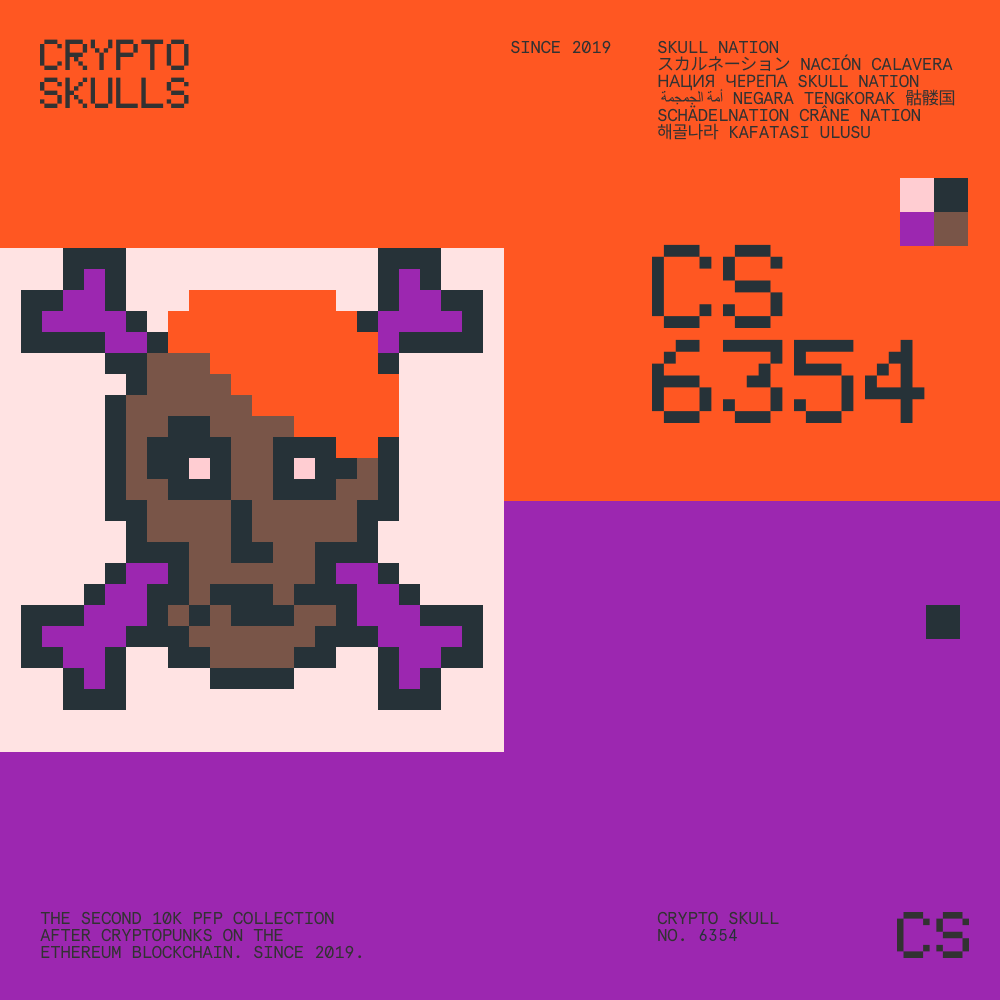 CRYPTO
SKULLS
SINCE 2019
SKULL NATION
スカルネーション NACIÓN CALAVERA
НАЦИЯ ЧЕРЕПА SKULL NATION
أمة الجمجمة NEGARA TENGKORAK 骷髅国
SCHÄDELNATION CRÂNE NATION
해골나라 KAFATASI ULUSU
CS
6354
THE SECOND 10K PFP COLLECTION
AFTER CRYPTOPUNKS ON THE
ETHEREUM BLOCKCHAIN. SINCE 2019.
CRYPTO SKULL
NO. 6354
CS